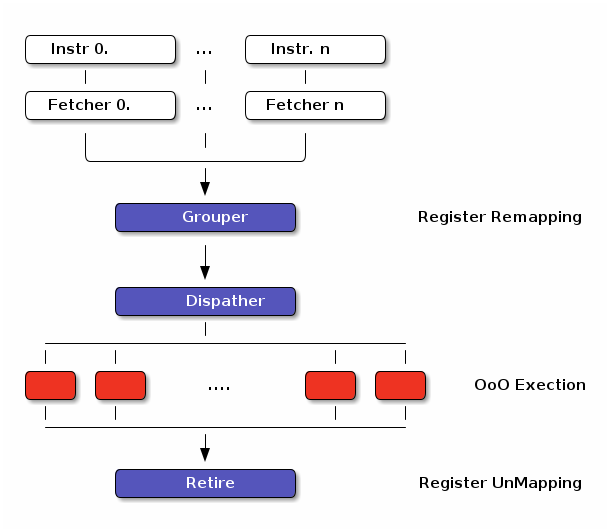 Instr 0. ... Instr. n
Fetcher 0. ... Fetcher n
Grouper Register Remapping
Dispather
.... OoO Exection
Retire Register UnMapping